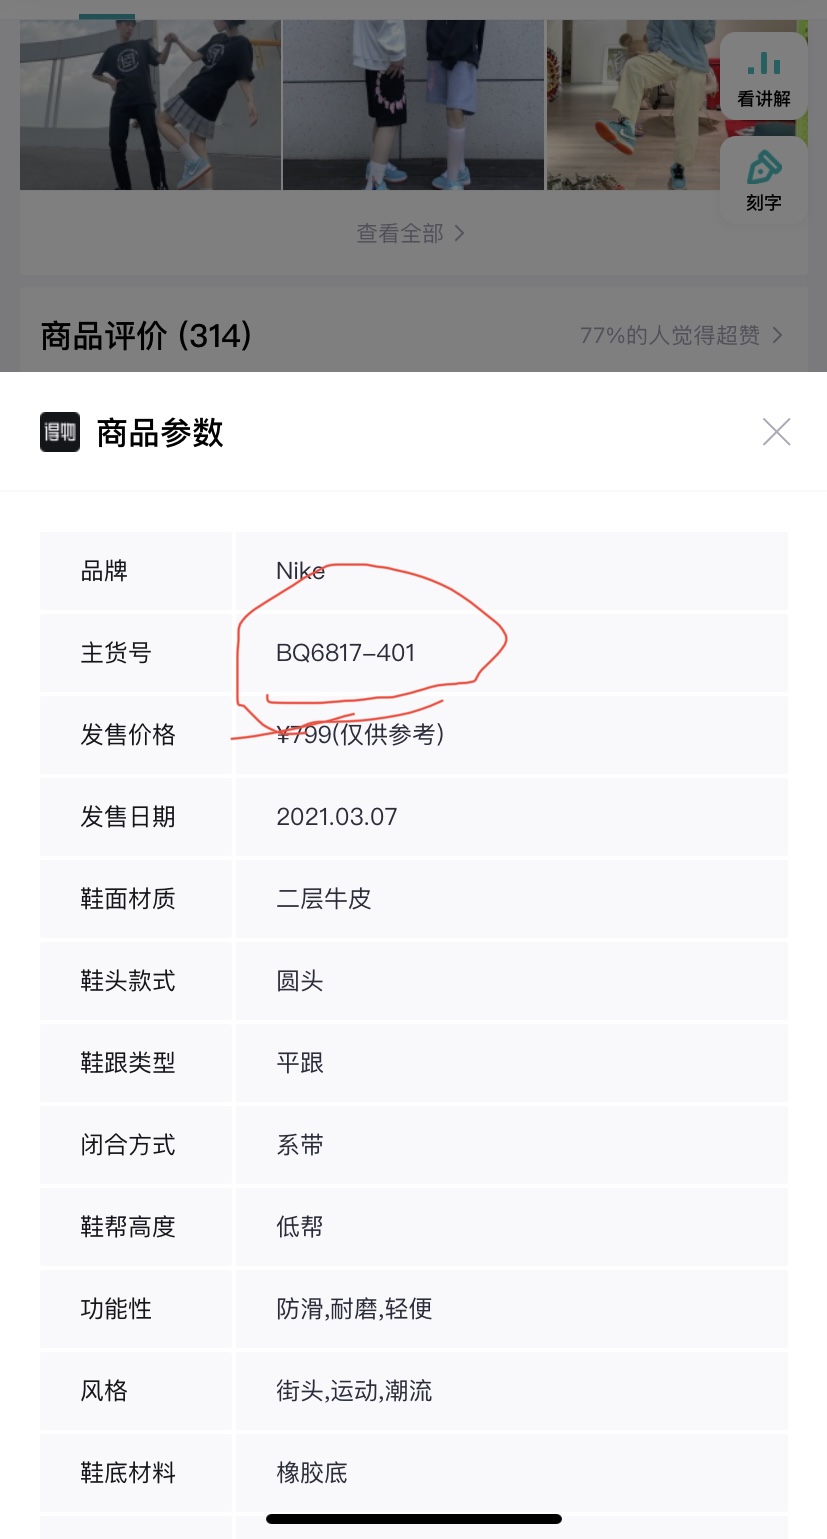 看讲解
刻字
查看全部
商品评价 (314)
77%的人觉得超赞
得物 商品参数
品牌 Nike
主货号 BQ6817-401
发售价格 ¥799(仅供参考)
发售日期 2021.03.07
鞋面材质 二层牛皮
鞋头款式 圆头
鞋跟类型 平跟
闭合方式 系带
鞋帮高度 低帮
功能性 防滑,耐磨,轻便
风格 街头,运动,潮流
鞋底材料 橡胶底